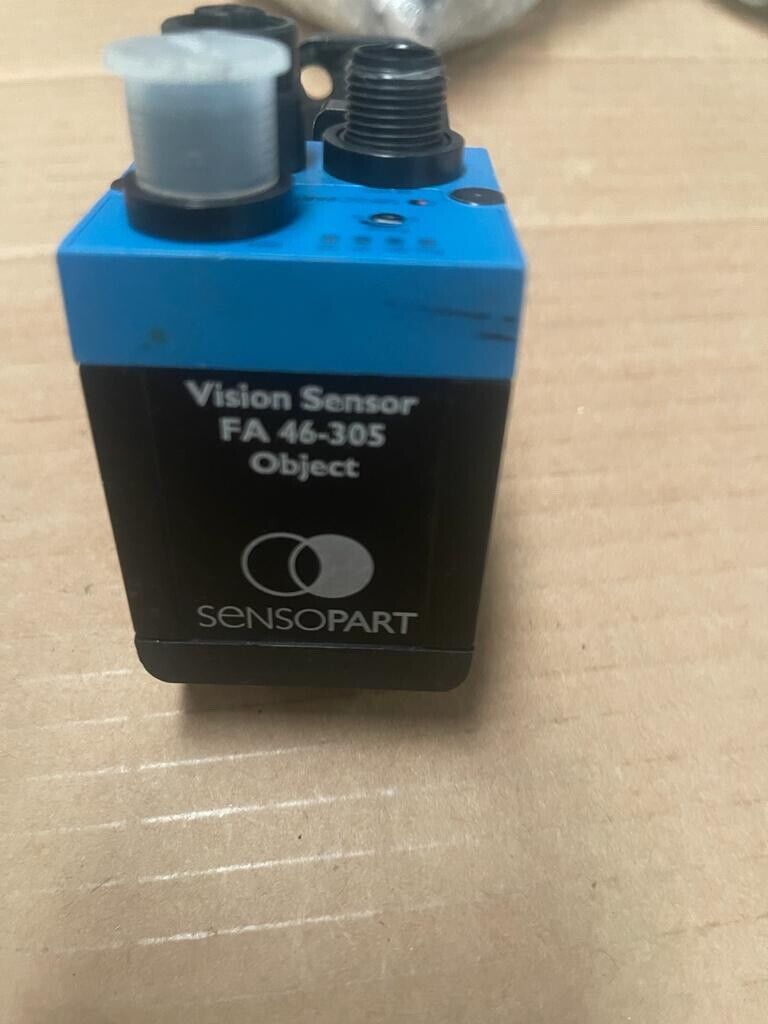 Vision Sensor
FA 46-305
Object
SENSOPART